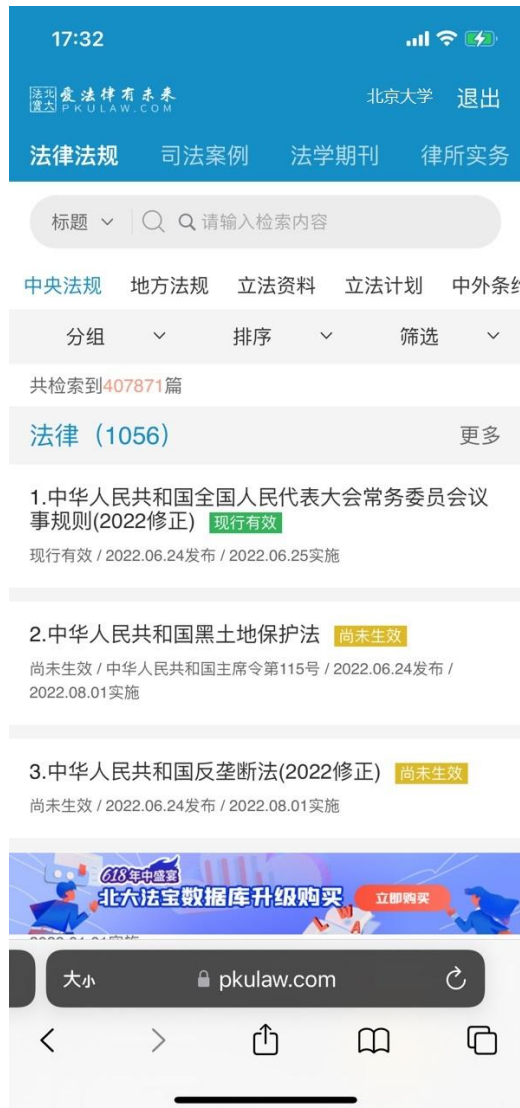 17:32
北大法宝 爱法律有未来
PKULAW.COM
北京大学 退出
法律法规 司法案例 法学期刊 律所实务
标题 请输入检索内容
中央法规 地方法规 立法资料 立法计划 中外条约
分组 排序 筛选
共检索到407871篇
法律（1056） 更多
1.中华人民共和国全国人民代表大会常务委员会议
事规则(2022修正) 现行有效
现行有效 / 2022.06.24发布 / 2022.06.25实施
2.中华人民共和国黑土地保护法 尚未生效
尚未生效 / 中华人民共和国主席令第115号 / 2022.06.24发布 /
2022.08.01实施
3.中华人民共和国反垄断法(2022修正) 尚未生效
尚未生效 / 2022.06.24发布 / 2022.08.01实施
618年中盛宴
北大法宝数据库升级购买 立即购买
LAW
大小 pkulaw.com